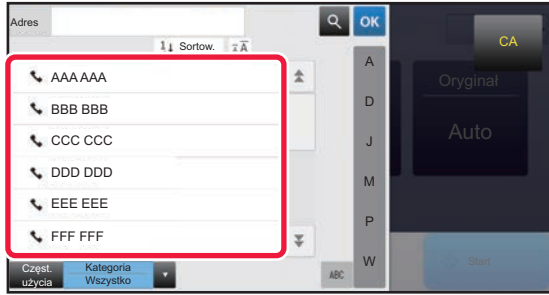 Adres
OK
CA
Sortow.
A
AAA AAA
Oryginał
BBB BBB
D
CCC CCC
J
Auto
DDD DDD
M
EEE EEE
P
FFF FFF
W
Start
Częst. użycia
Kategoria
Wszystko
ABC